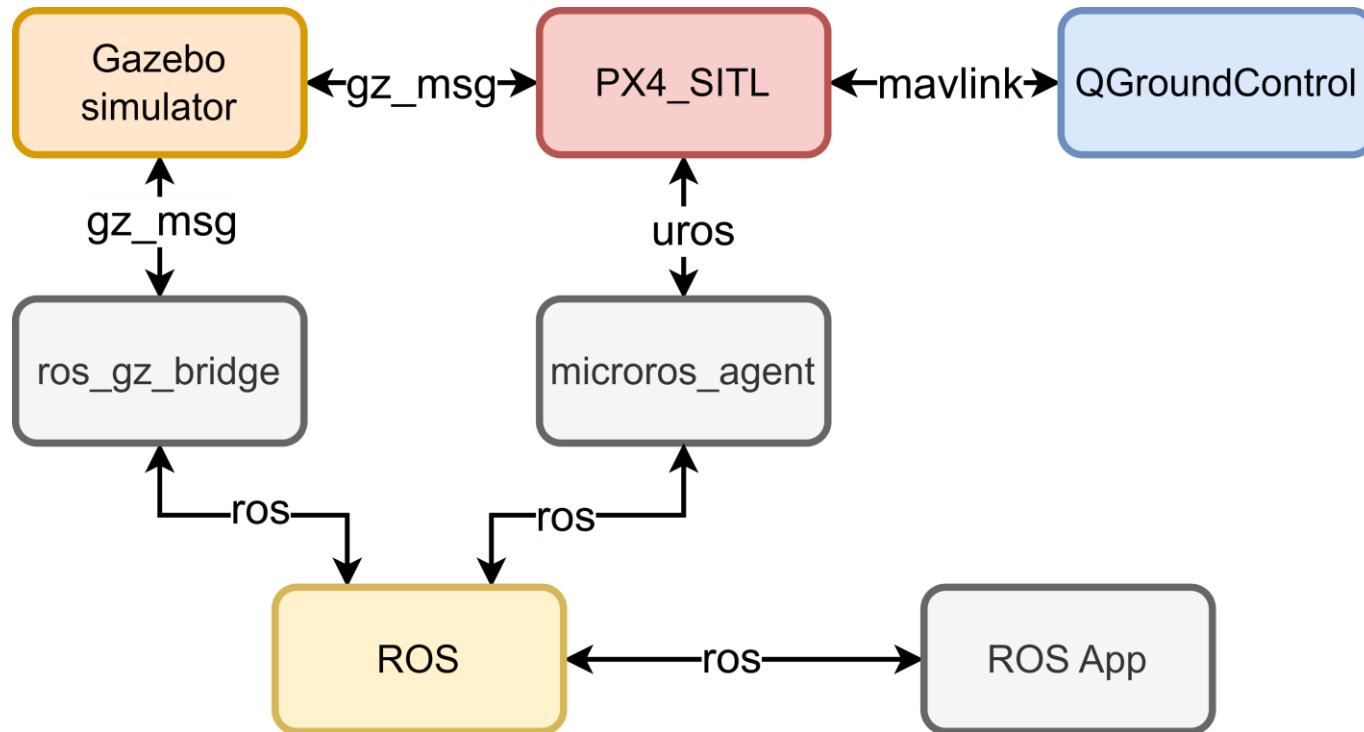 Gazebo
simulator
gz_msg
PX4_SITL
mavlink
QGroundControl
gz_msg
uros
ros_gz_bridge
microros_agent
ros
ros
ROS
ros
ROS App